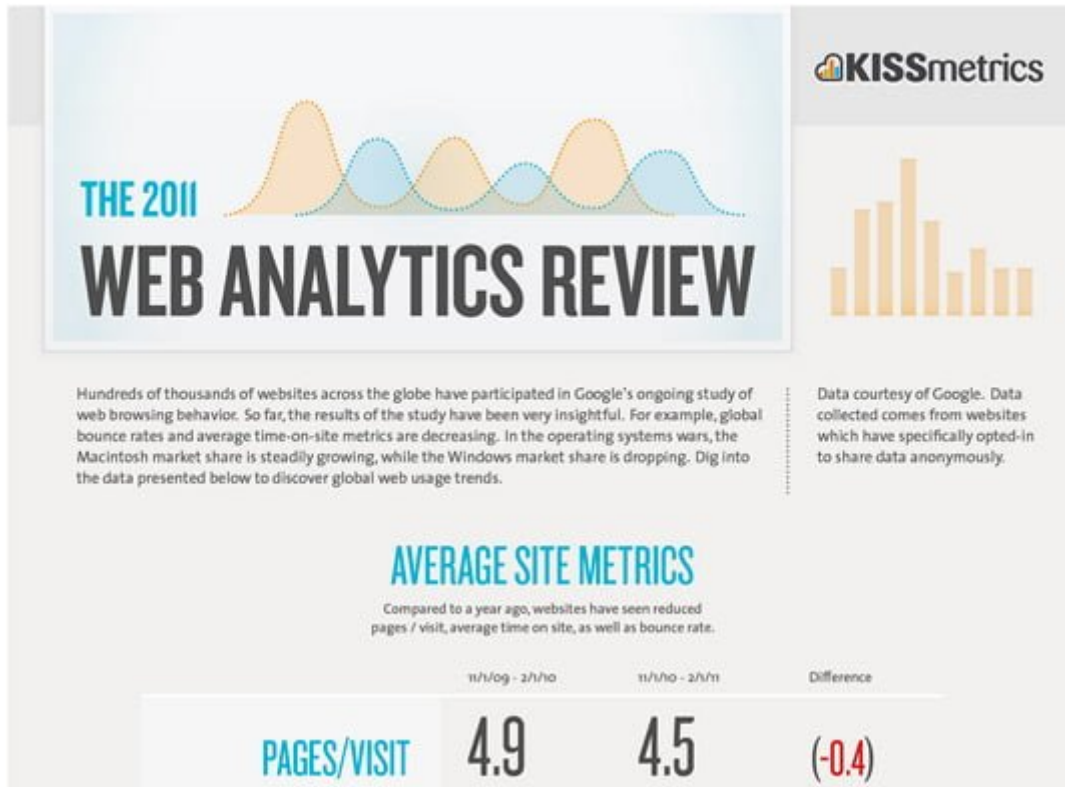 KISSmetrics
THE 2011
WEB ANALYTICS REVIEW
Hundreds of thousands of websites across the globe have participated in Google's ongoing study of
web browsing behavior. So far, the results of the study have been very insightful. For example, global
bounce rates and average time-on-site metrics are decreasing. In the operating systems wars, the
Macintosh market share is steadily growing, while the Windows market share is dropping. Dig into
the data presented below to discover global web usage trends.
Data courtesy of Google. Data
collected comes from websites
which have specifically opted-in
to share data anonymously.
AVERAGE SITE METRICS
Compared to a year ago, websites have seen reduced
pages / visit, average time on site, as well as bounce rate.
11/1/09 - 2/1/10 11/1/10 - 2/1/11 Difference
PAGES/VISIT 4.9 4.5 (-0.4)